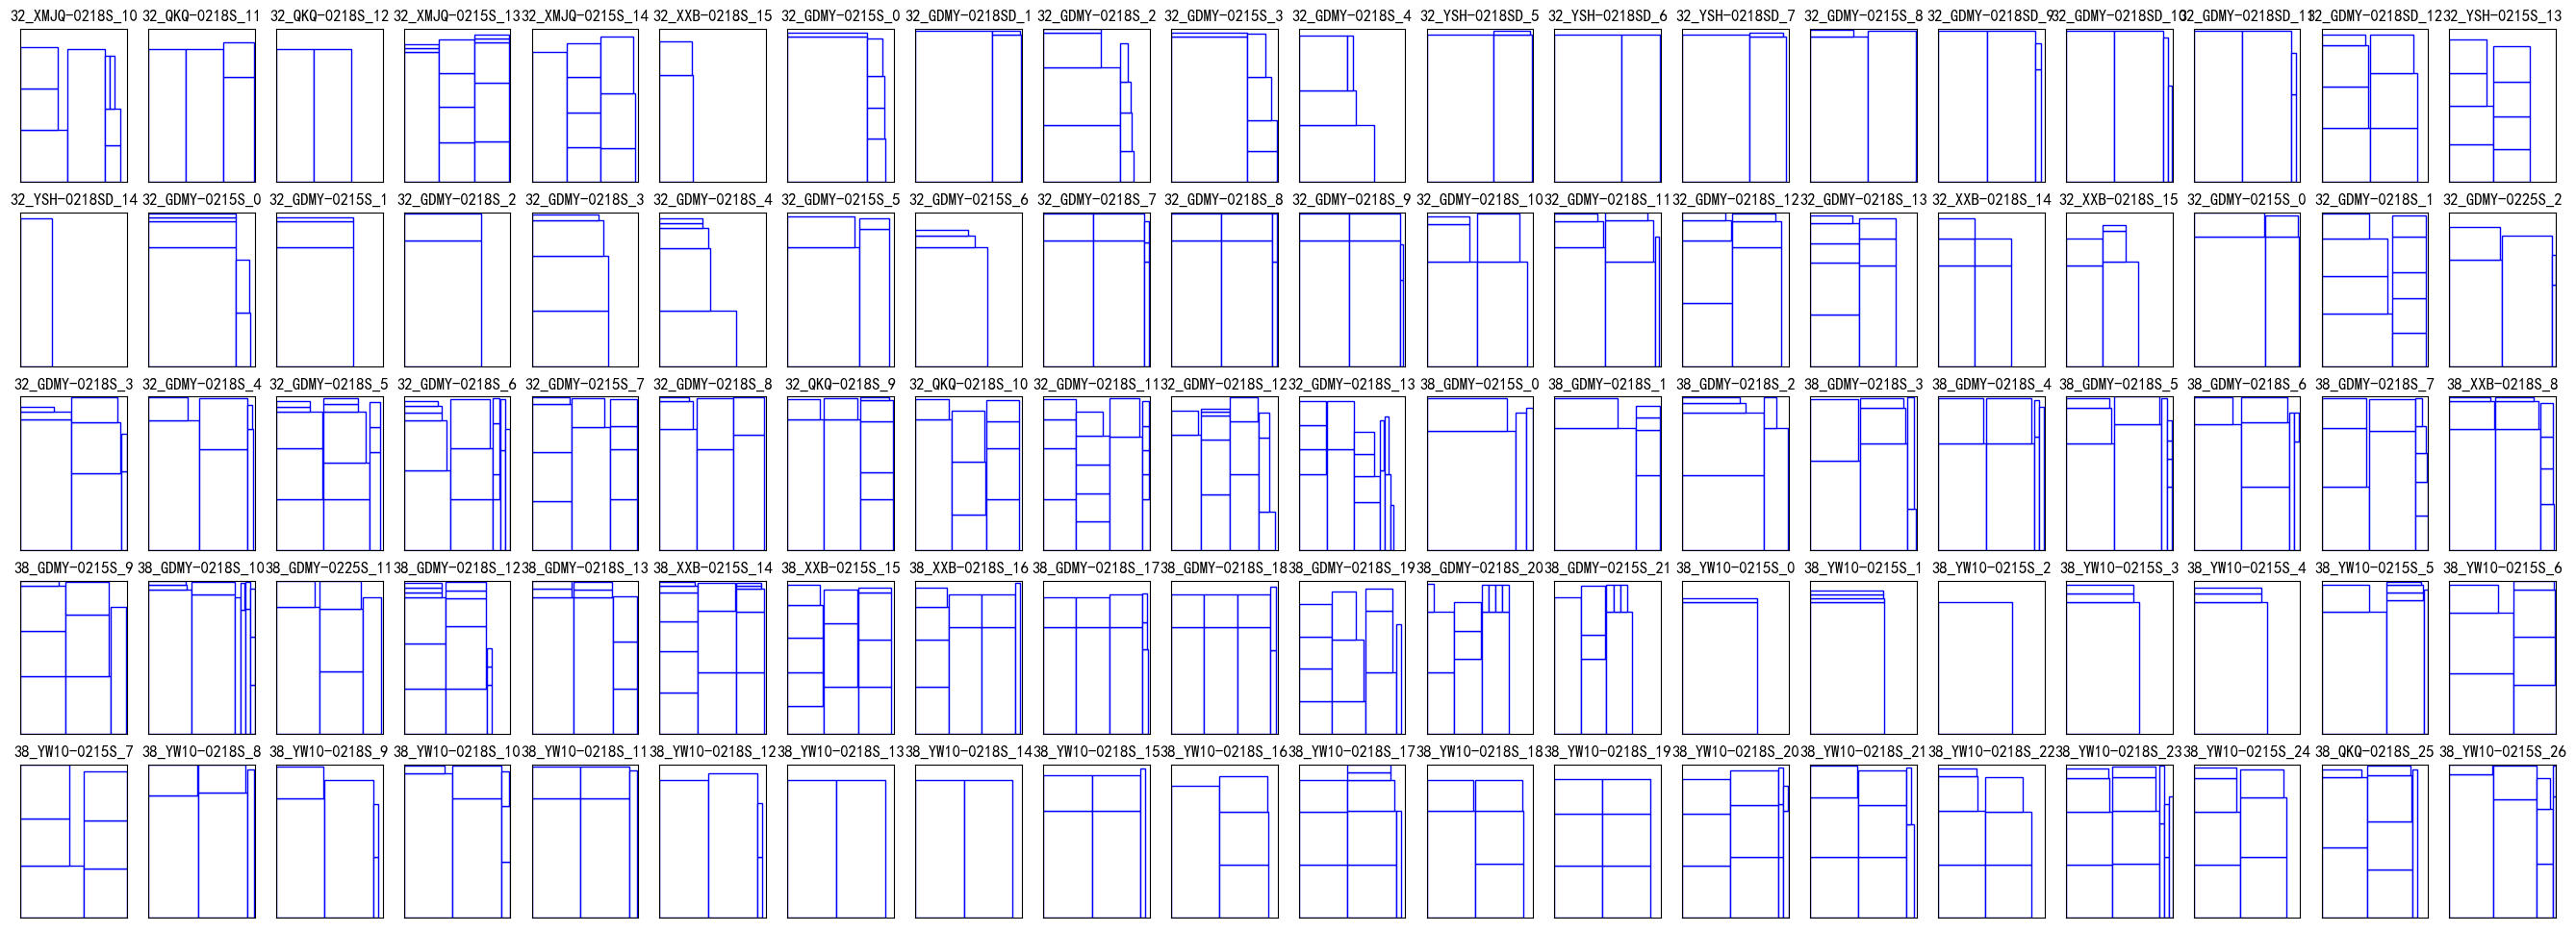 32_XMJQ-0218S_10 32_QKQ-0218S_11 32_QKQ-0218S_12 32_XMJQ-0215S_13 32_XMJQ-0215S_14 32_XXB-0218S_15 32_GDMY-0215S_0 32_GDMY-0218SD_1 32_GDMY-0218S_2 32_GDMY-0215S_3 32_GDMY-0218S_4 32_YSH-0218SD_5 32_YSH-0218SD_6 32_YSH-0218SD_7 32_GDMY-0215S_8 32_GDMY-0218SD_9 32_GDMY-0218SD_10 32_GDMY-0218SD_11 32_GDMY-0218SD_12 32_YSH-0215S_13
32_YSH-0218SD_14 32_GDMY-0215S_0 32_GDMY-0215S_1 32_GDMY-0218S_2 32_GDMY-0218S_3 32_GDMY-0218S_4 32_GDMY-0215S_5 32_GDMY-0215S_6 32_GDMY-0218S_7 32_GDMY-0218S_8 32_GDMY-0218S_9 32_GDMY-0218S_10 32_GDMY-0218S_11 32_GDMY-0218S_12 32_GDMY-0218S_13 32_XXB-0218S_14 32_XXB-0218S_15 32_GDMY-0215S_0 32_GDMY-0218S_1 32_GDMY-0225S_2
32_GDMY-0218S_3 32_GDMY-0218S_4 32_GDMY-0218S_5 32_GDMY-0218S_6 32_GDMY-0215S_7 32_GDMY-0218S_8 32_QKQ-0218S_9 32_QKQ-0218S_10 32_GDMY-0218S_11 32_GDMY-0218S_12 32_GDMY-0218S_13 38_GDMY-0215S_0 38_GDMY-0218S_1 38_GDMY-0218S_2 38_GDMY-0218S_3 38_GDMY-0218S_4 38_GDMY-0218S_5 38_GDMY-0218S_6 38_GDMY-0218S_7 38_XXB-0218S_8
38_GDMY-0215S_9 38_GDMY-0218S_10 38_GDMY-0225S_11 38_GDMY-0218S_12 38_GDMY-0218S_13 38_XXB-0215S_14 38_XXB-0215S_15 38_XXB-0218S_16 38_GDMY-0218S_17 38_GDMY-0218S_18 38_GDMY-0218S_19 38_GDMY-0218S_20 38_GDMY-0215S_21 38_YW10-0215S_0 38_YW10-0215S_1 38_YW10-0215S_2 38_YW10-0215S_3 38_YW10-0215S_4 38_YW10-0215S_5 38_YW10-0215S_6
38_YW10-0215S_7 38_YW10-0218S_8 38_YW10-0218S_9 38_YW10-0218S_10 38_YW10-0218S_11 38_YW10-0218S_12 38_YW10-0218S_13 38_YW10-0218S_14 38_YW10-0218S_15 38_YW10-0218S_16 38_YW10-0218S_17 38_YW10-0218S_18 38_YW10-0218S_19 38_YW10-0218S_20 38_YW10-0218S_21 38_YW10-0218S_22 38_YW10-0218S_23 38_YW10-0215S_24 38_QKQ-0218S_25 38_YW10-0215S_26